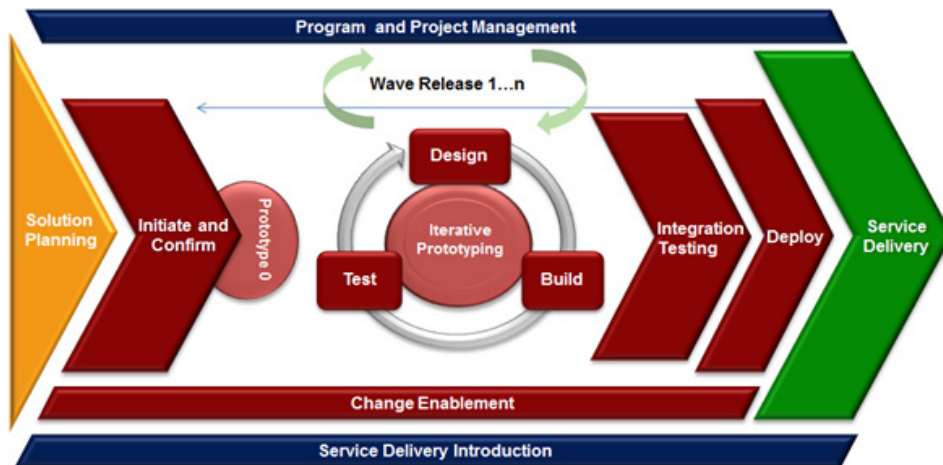 Program and Project Management
Wave Release 1...n
Design
Solution
Planning
Initiate and
Confirm
Prototype 0
Iterative
Prototyping
Integration
Testing
Deploy
Service
Delivery
Test
Build
Change Enablement
Service Delivery Introduction